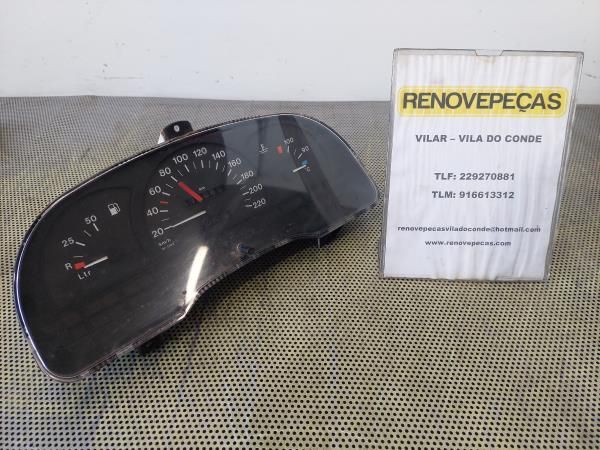 RENOVEPEÇAS
VILAR – VILA DO CONDE
TLF: 229270881
TLM: 916613312
renovepecasviladoconde@hotmail.com
www.renovepecas.com
20 40 60 80 100 120 140 160 180 200 220
km/h
R 25 50
Ltr
100
90
C